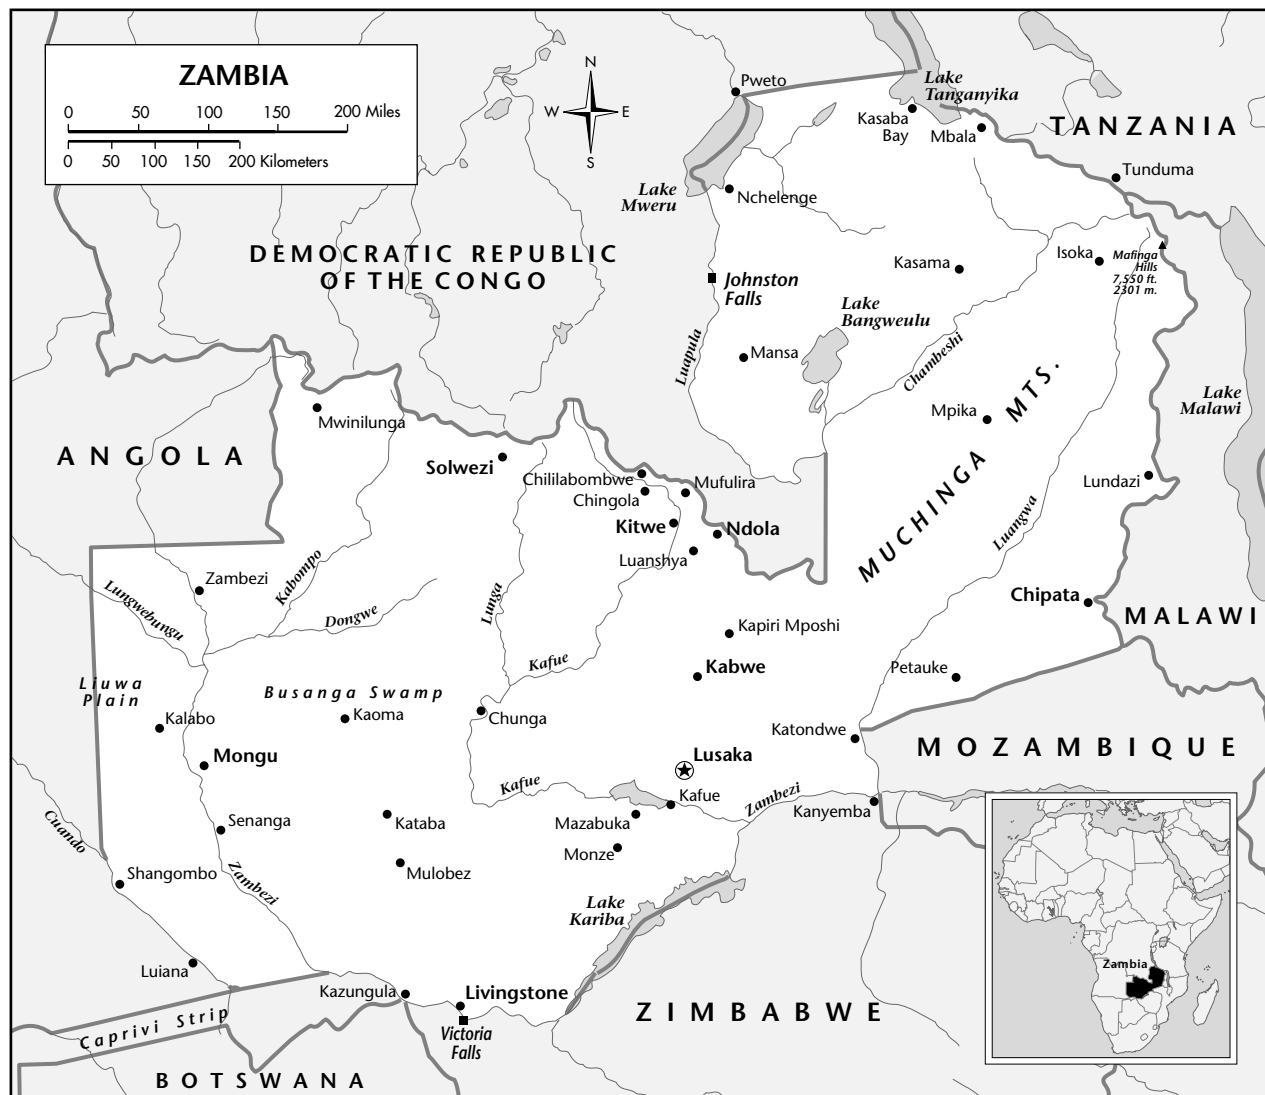 ZAMBIA
0 50 100 150 200 Miles
0 50 100 150 200 Kilometers
N
W E
S
Pweto
Lake
Tanganyika
Kasaba
Bay
Mbala
TANZANIA
Tunduma
Lake
Mweru
Nchelenge
DEMOCRATIC REPUBLIC
OF THE CONGO
Johnston
Falls
Kasama
Isoka
Mafinga
Hills
7,550 ft.
2301 m.
Lake
Bangweulu
Luapula
Mansa
Chambeshi
MUCHINGA MTS.
Mpika
Lake
Malawi
Mwinilunga
ANGOLA
Solwezi
Chililabombwe
Chingola
Mufulira
Kitwe
Ndola
Luanshya
Lundazi
Luangwa
Zambezi
Kabompo
Lungwebungu
Dongwe
Lunga
Kafue
Kapiri Mposhi
Kabwe
Chipata
MALAWI
Petauke
Liuwa
Plain
Busanga Swamp
Kalabo
Kaoma
Chunga
Katondwe
MOZAMBIQUE
Mongu
Lusaka
Kafue
Kafue
Zambezi
Kanyemba
Senanga
Kataba
Mazabuka
Cuando
Monze
Mulobez
Shangombo
Zambezi
Lake
Kariba
Luiana
Kazungula
Livingstone
Victoria
Falls
ZIMBABWE
Caprivi Strip
BOTSWANA
Zambia